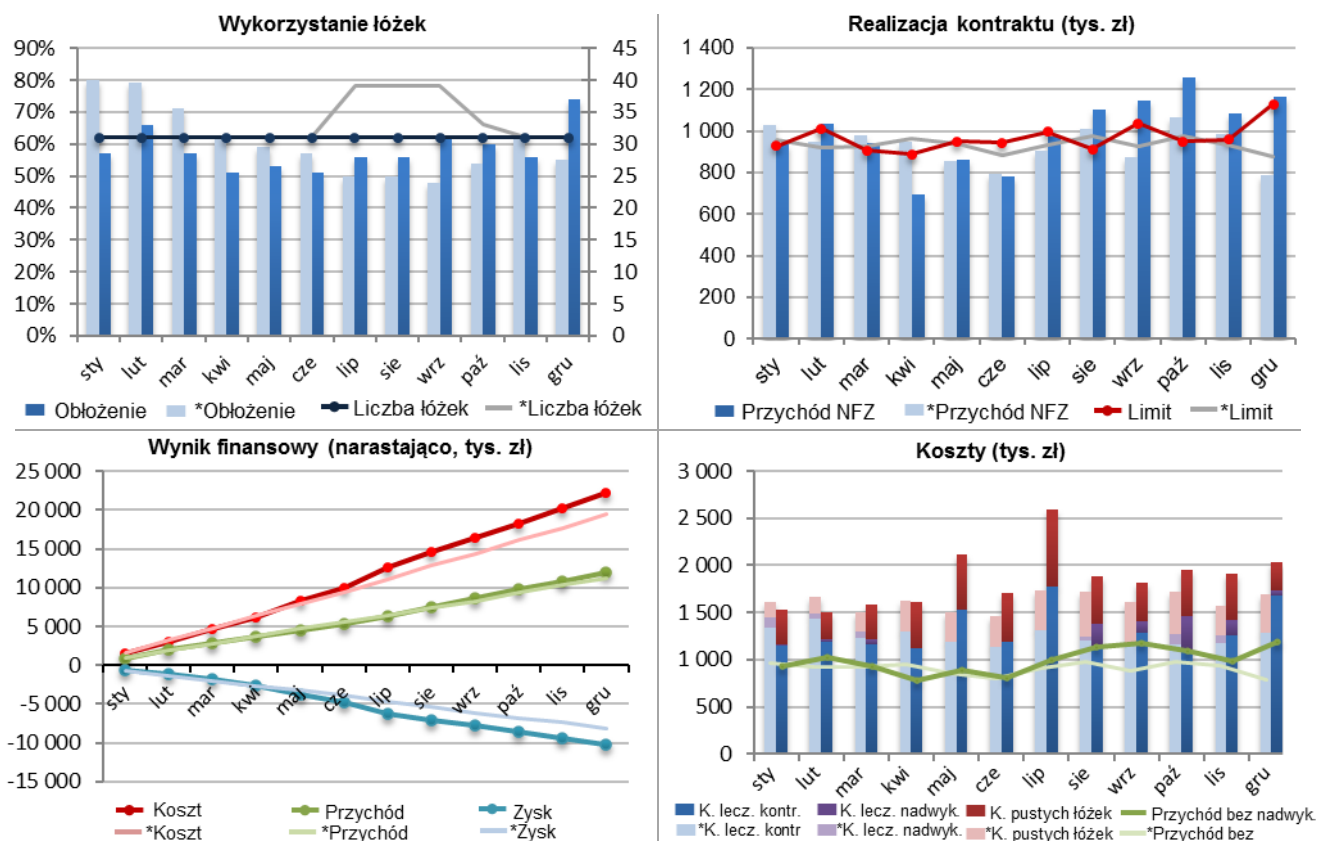 Wykorzystanie łóżek
90% 45
80% 40
70% 35
60% 30
50% 25
40% 20
30% 15
20% 10
10% 5
0% 0
sty lut mar kwi maj cze lip sie wrz paź lis gru
Obłożenie *Obłożenie Liczba łóżek *Liczba łóżek
Realizacja kontraktu (tys. zł)
1 400
1 200
1 000
800
600
400
200
0
sty lut mar kwi maj cze lip sie wrz paź lis gru
Przychód NFZ *Przychód NFZ Limit *Limit
Wynik finansowy (narastająco, tys. zł)
25 000
20 000
15 000
10 000
5 000
0
-5 000
-10 000
-15 000
sty lut mar kwi maj cze lip sie wrz paź lis gru
Koszt Przychód Zysk
*Koszt *Przychód *Zysk
Koszty (tys. zł)
3 000
2 500
2 000
1 500
1 000
500
0
sty lut mar kwi maj cze lip sie wrz paź lis gru
K. lecz. kontr. K. lecz. nadwyk. K. pustych łóżek Przychód bez nadwyk.
*K. lecz. kontr *K. lecz. nadwyk. *K. pustych łóżek *Przychód bez